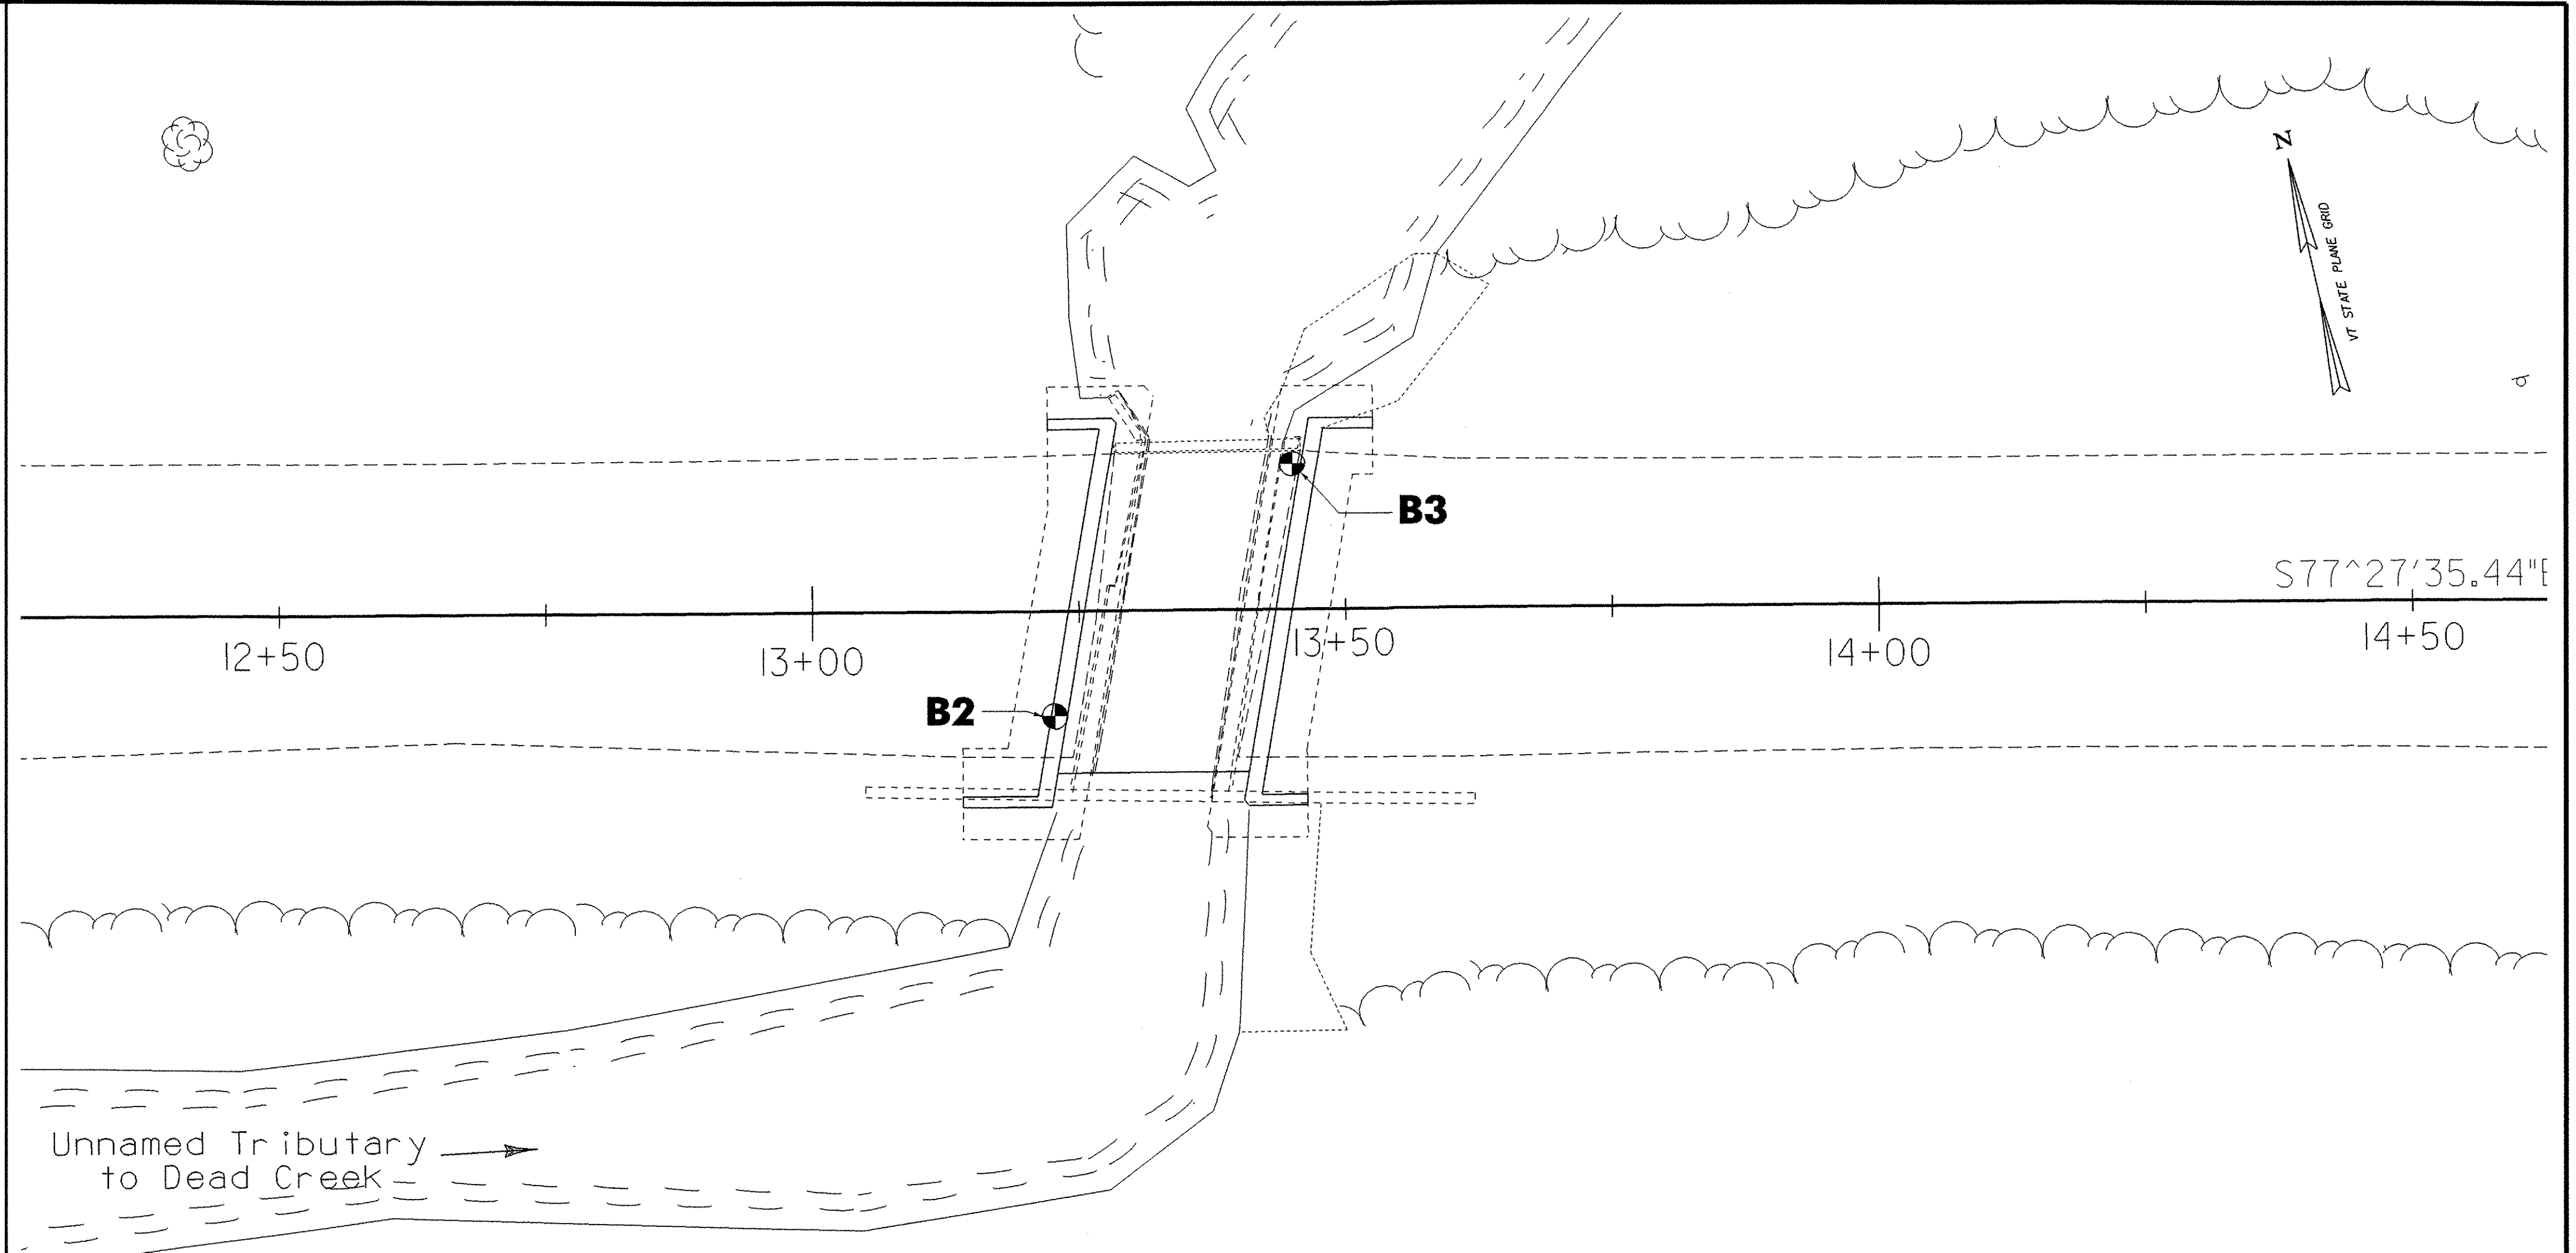 N
VT STATE PLANE GRID
B3
S77^27'35.44"E
12+50
13+00
13+50
14+00
14+50
B2
Unnamed Tributary
to Dead Creek